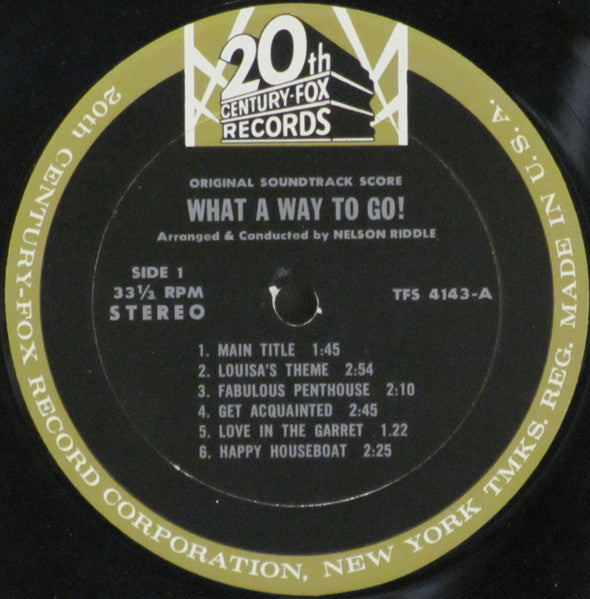 20th
CENTURY-FOX
RECORDS
ORIGINAL SOUNDTRACK SCORE
WHAT A WAY TO GO!
Arranged & Conducted by NELSON RIDDLE
SIDE 1
33⅓ RPM
STEREO
TFS 4143-A
1. MAIN TITLE 1:45
2. LOUISA'S THEME 2:54
3. FABULOUS PENTHOUSE 2:10
4. GET ACQUAINTED 2:45
5. LOVE IN THE GARRET 1.22
6. HAPPY HOUSEBOAT 2:25
20th CENTURY-FOX RECORD CORPORATION, NEW YORK TMKS. REG. MADE IN U.S.A.